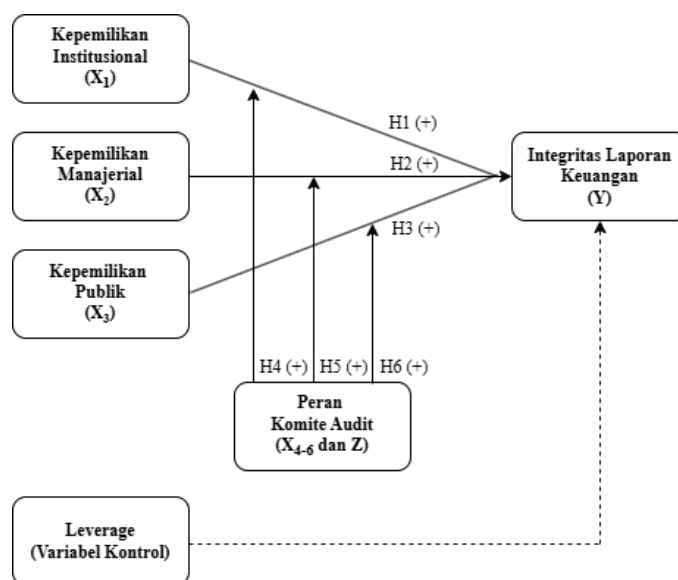 Kepemilikan
Institusional
(X1)
H1 (+)
Kepemilikan
Manajerial
(X2)
H2 (+)
Integritas Laporan
Keuangan
(Y)
H3 (+)
Kepemilikan
Publik
(X3)
H4 (+) H5 (+) H6 (+)
Peran
Komite Audit
(X4-6 dan Z)
Leverage
(Variabel Kontrol)